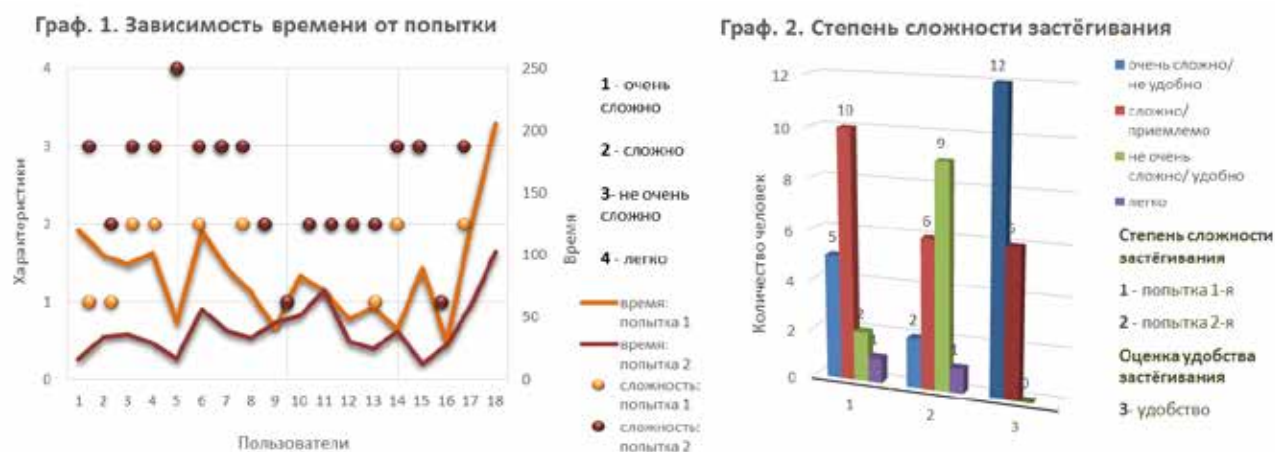 Граф. 1. Зависимость времени от попытки
4
3
2
1
0
Характеристики
250
200
150
100
50
0
Время
1 2 3 4 5 6 7 8 9 10 11 12 13 14 15 16 17 18
Пользователи
1 - очень
сложно
2 - сложно
3- не очень
сложно
4 - легко
время:
попытка 1
время:
попытка 2
сложность:
попытка 1
сложность:
попытка 2
Граф. 2. Степень сложности застёгивания
12
10
8
6
4
2
0
Количество человек
5
10
2
1
2
6
9
1
12
6
0
1
2
3
очень сложно/
не удобно
сложно/
приемлемо
не очень
сложно/ удобно
легко
Степень сложности
застёгивания
1 - попытка 1-я
2 - попытка 2-я
Оценка удобства
застёгивания
3- удобство